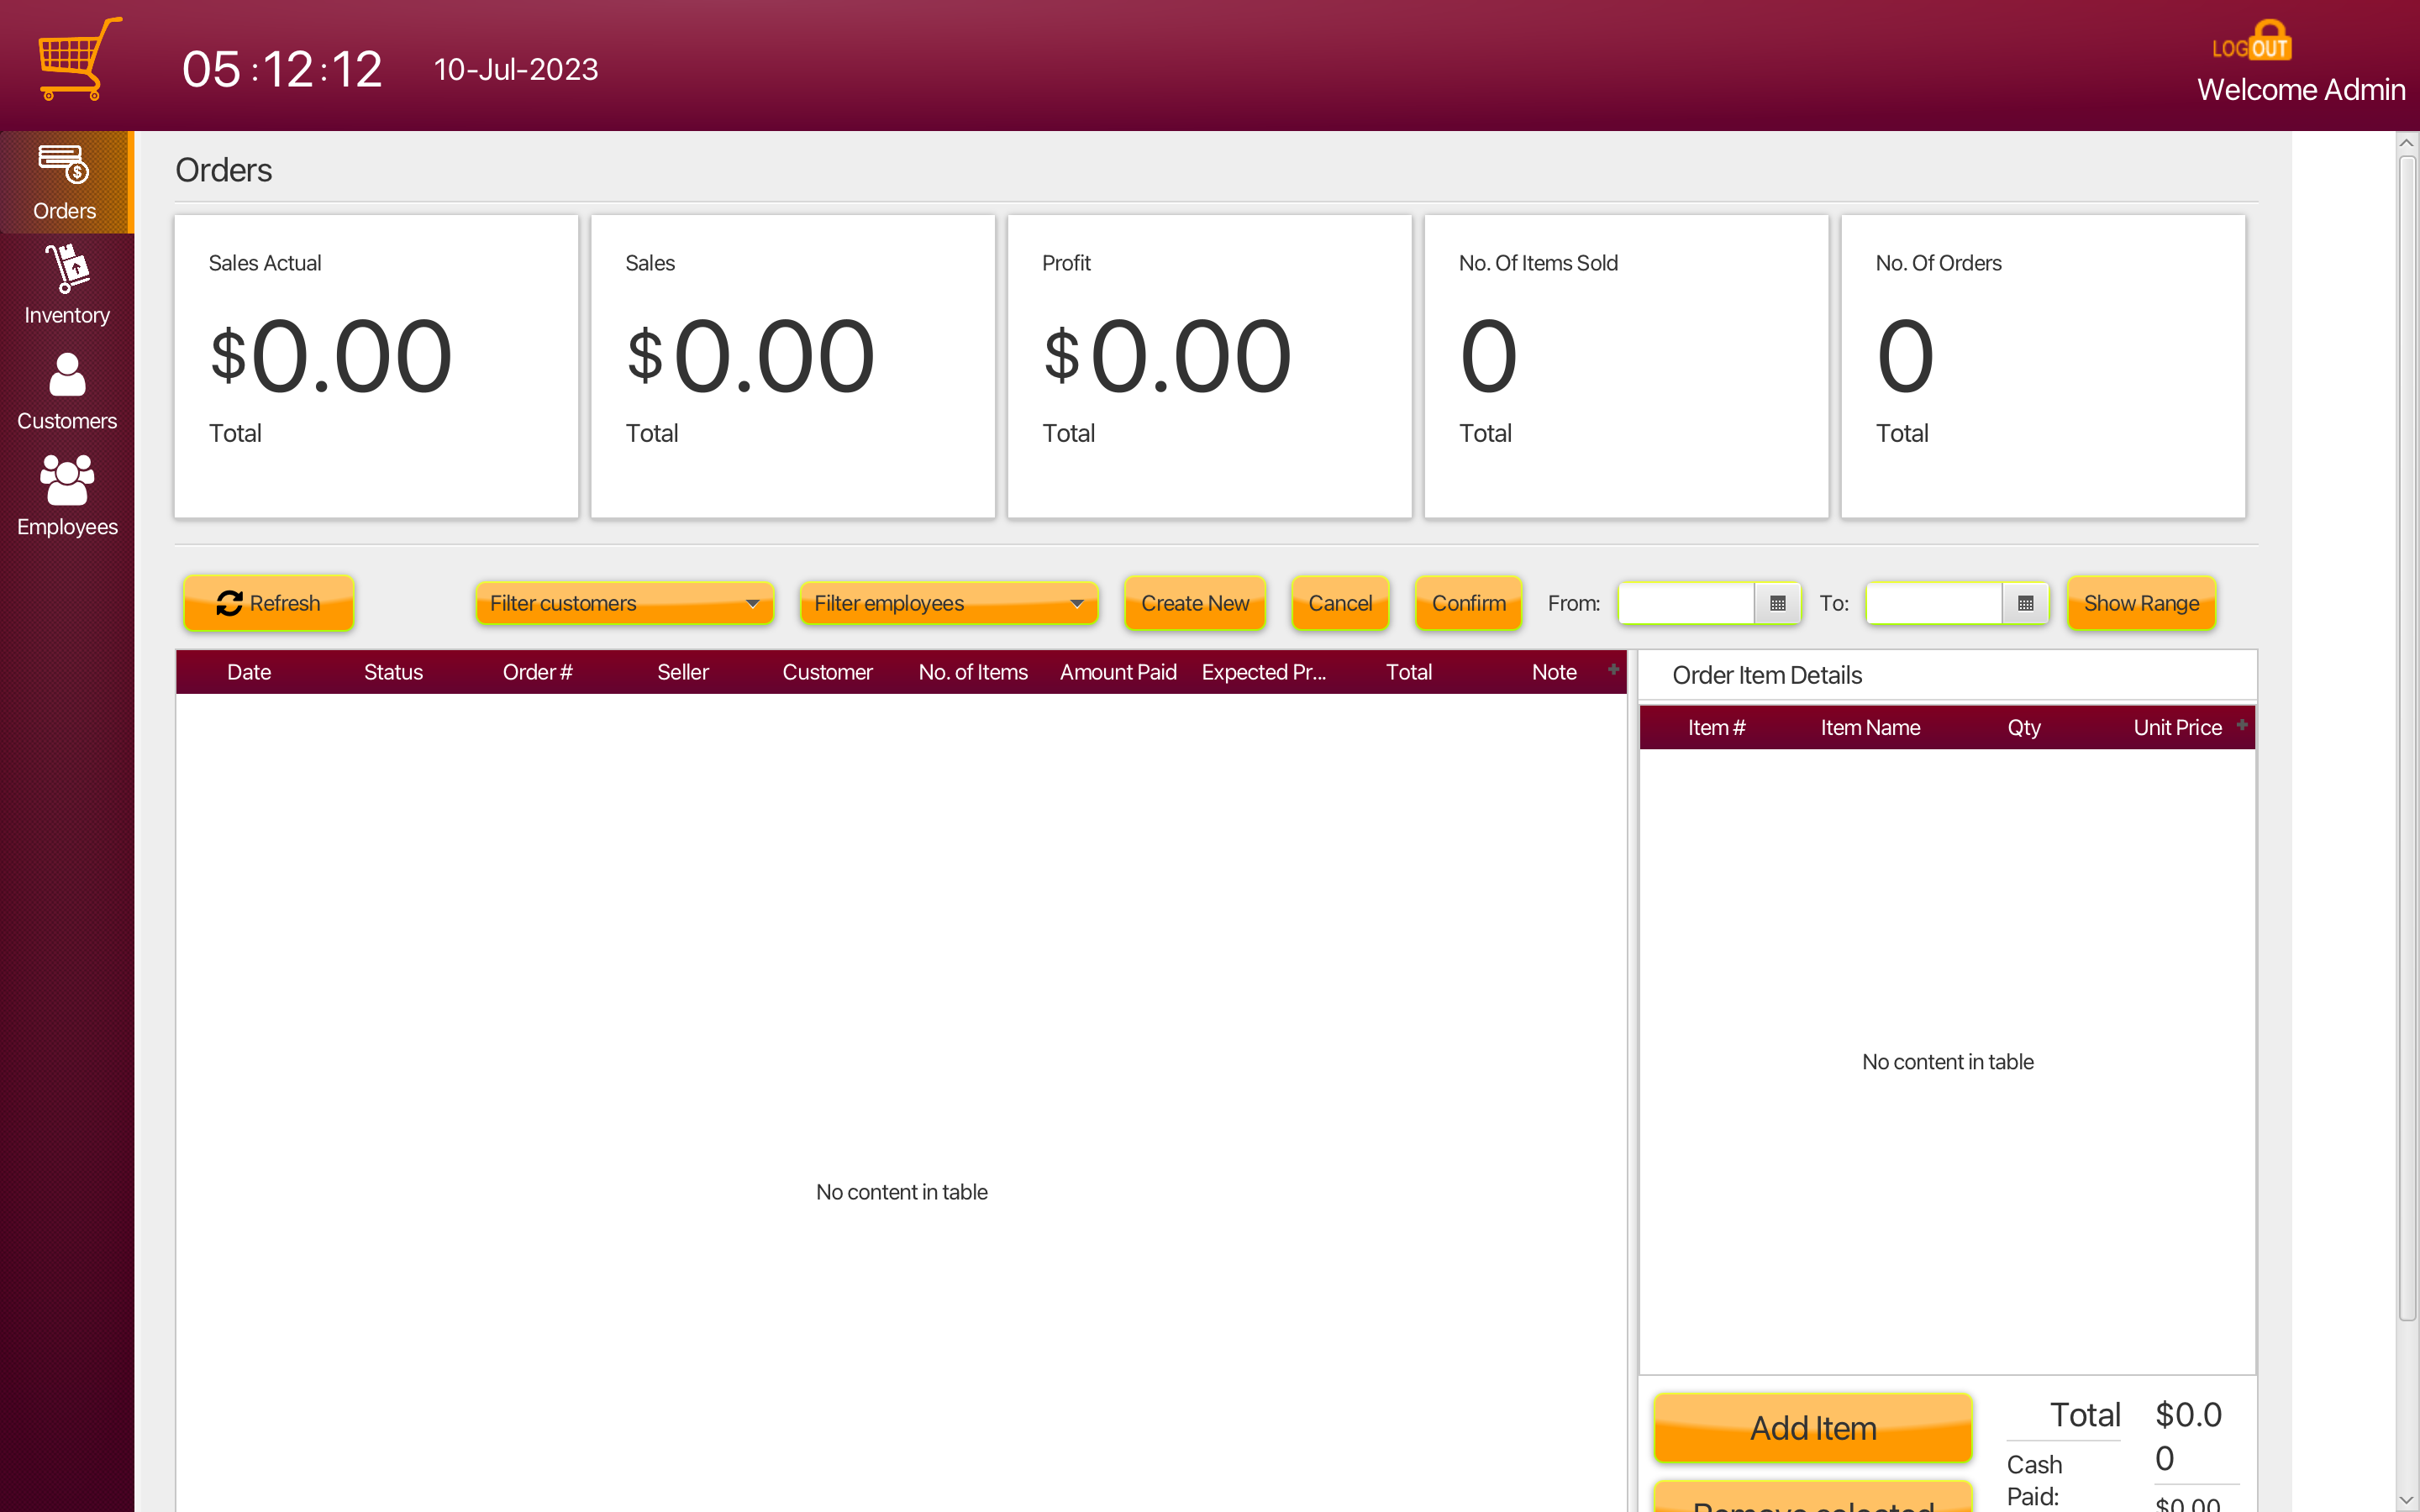 05:12:12 10-Jul-2023
LOGOUT
Welcome Admin
Orders
Inventory
Customers
Employees
Orders
Sales Actual
$0.00
Total
Sales
$0.00
Total
Profit
$0.00
Total
No. Of Items Sold
0
Total
No. Of Orders
0
Total
Refresh Filter customers Filter employees Create New Cancel Confirm From: To: Show Range
Date Status Order # Seller Customer No. of Items Amount Paid Expected Pr... Total Note
No content in table
Order Item Details
Item # Item Name Qty Unit Price
No content in table
Add Item
Remove selected
Total $0.0
0
Cash
Paid:
$0.00